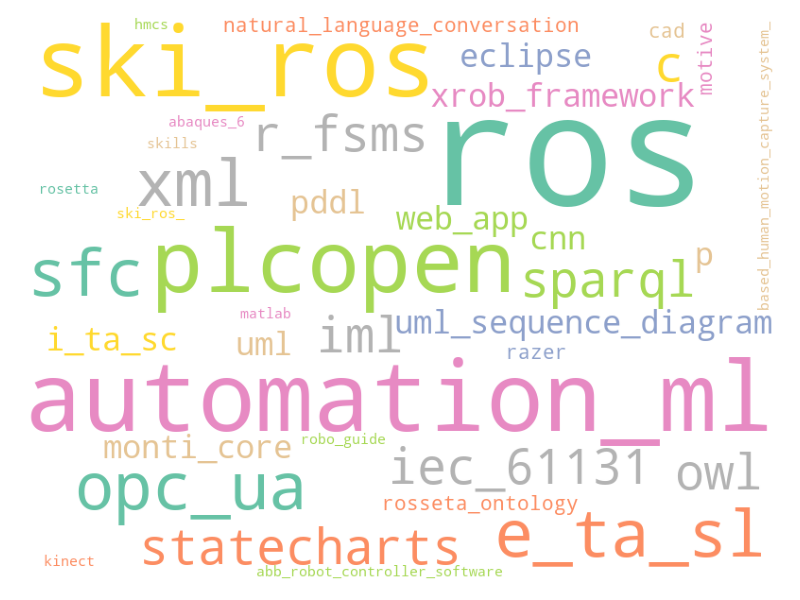 hmcs
natural_language_conversation
cad
ski_ros
eclipse
c
motive
based_human_motion_capture_system_
xrob_framework
abaques_6
r_fsms
ros
skills
xml
rosetta
pddl
ski_ros_
web_app
cnn
p
sfc
plcopen
sparql
matlab
i_ta_sc
uml
iml
uml_sequence_diagram
razer
automation_ml
monti_core
robo_guide
iec_61131
owl
opc_ua
rosseta_ontology
statecharts
e_ta_sl
kinect
abb_robot_controller_software